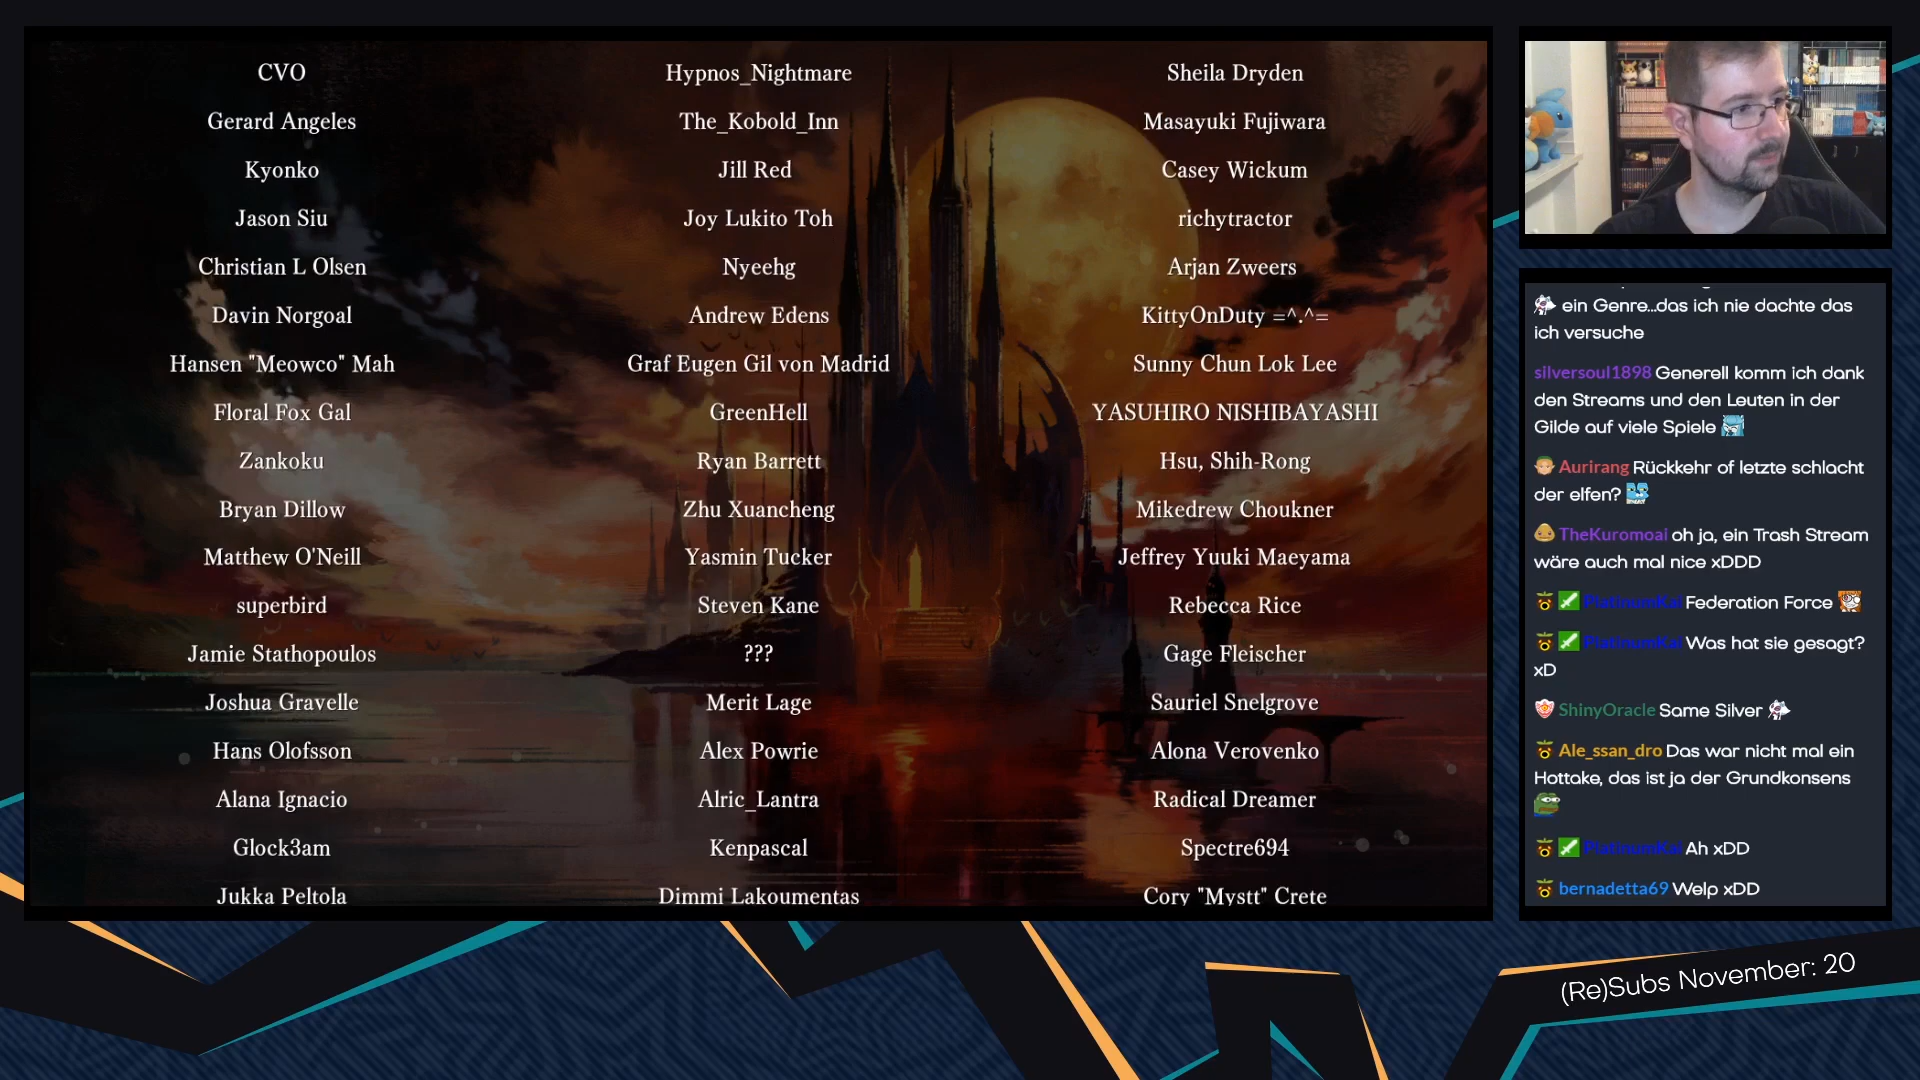 CVO
Gerard Angeles
Kyonko
Jason Siu
Christian L Olsen
Davin Norgoal
Hansen "Meowco" Mah
Floral Fox Gal
Zankoku
Bryan Dillow
Matthew O'Neill
superbird
Jamie Stathopoulos
Joshua Gravelle
Hans Olofsson
Alana Ignacio
Glock3am
Jukka Peltola
Hypnos_Nightmare
The_Kobold_Inn
Jill Red
Joy Lukito Toh
Nyeehg
Andrew Edens
Graf Eugen Gil von Madrid
GreenHell
Ryan Barrett
Zhu Xuancheng
Yasmin Tucker
Steven Kane
???
Merit Lage
Alex Powrie
Alric_Lantra
Kenpascal
Dimmi Lakoumentas
Sheila Dryden
Masayuki Fujiwara
Casey Wickum
richytractor
Arjan Zweers
KittyOnDuty =^.^=
Sunny Chun Lok Lee
YASUHIRO NISHIBAYASHI
Hsu, Shih-Rong
Mikedrew Choukner
Jeffrey Yuuki Maeyama
Rebecca Rice
Gage Fleischer
Sauriel Snelgrove
Alona Verovenko
Radical Dreamer
Spectre694
Cory "Mystt" Crete
ein Genre...das ich nie dachte das
ich versuche
silversoul1898 Generell komm ich dank
den Streams und den Leuten in der
Gilde auf viele Spiele
Aurirang Rückkehr of letzte schlacht
der elfen?
TheKuromoai oh ja, ein Trash Stream
wäre auch mal nice xDDD
PlatinumKai Federation Force
PlatinumKai Was hat sie gesagt?
xD
ShinyOracle Same Silver
Ale_ssan_dro Das war nicht mal ein
Hottake, das ist ja der Grundkonsens
PlatinumKai Ah xDD
bernadetta69 Welp xDD
(Re)Subs November: 20